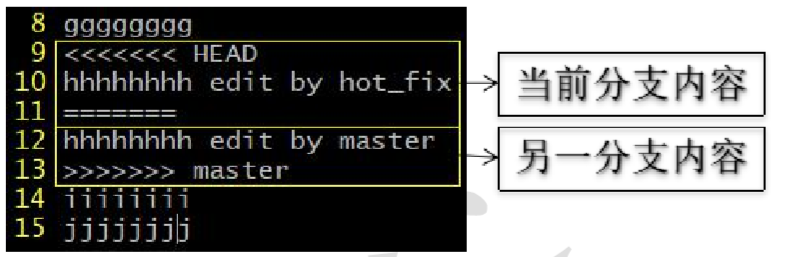 8 gggggggg
9 <<<<<<< HEAD
10 hhhhhhhh edit by hot_fix
当前分支内容
11 =======
12 hhhhhhhh edit by master
另一分支内容
13 >>>>>>> master
14 iiiiiiii
15 jjjjjjjj